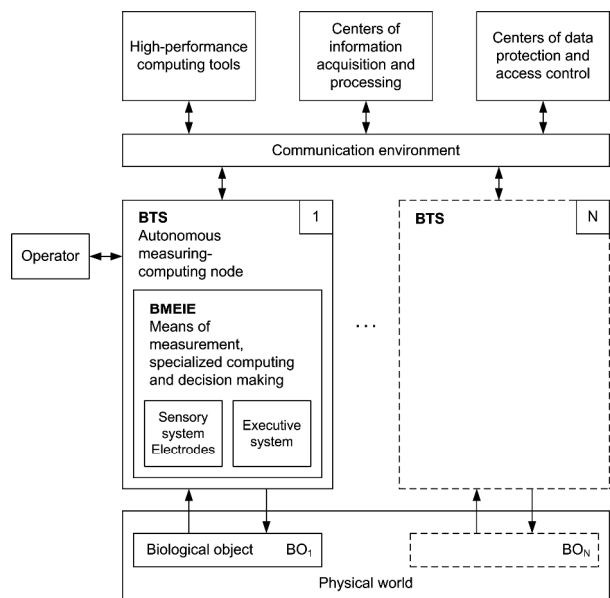 High-performance
computing tools
Centers of
information
acquisition and
processing
Centers of data
protection and
access control
Communication environment
BTS
1
Autonomous
measuring-
computing node
BTS
N
Operator
BMEIE
Means of
measurement,
specialized computing
and decision making
...
Sensory
system
Electrodes
Executive
system
Biological object BO₁
BOₙ
Physical world